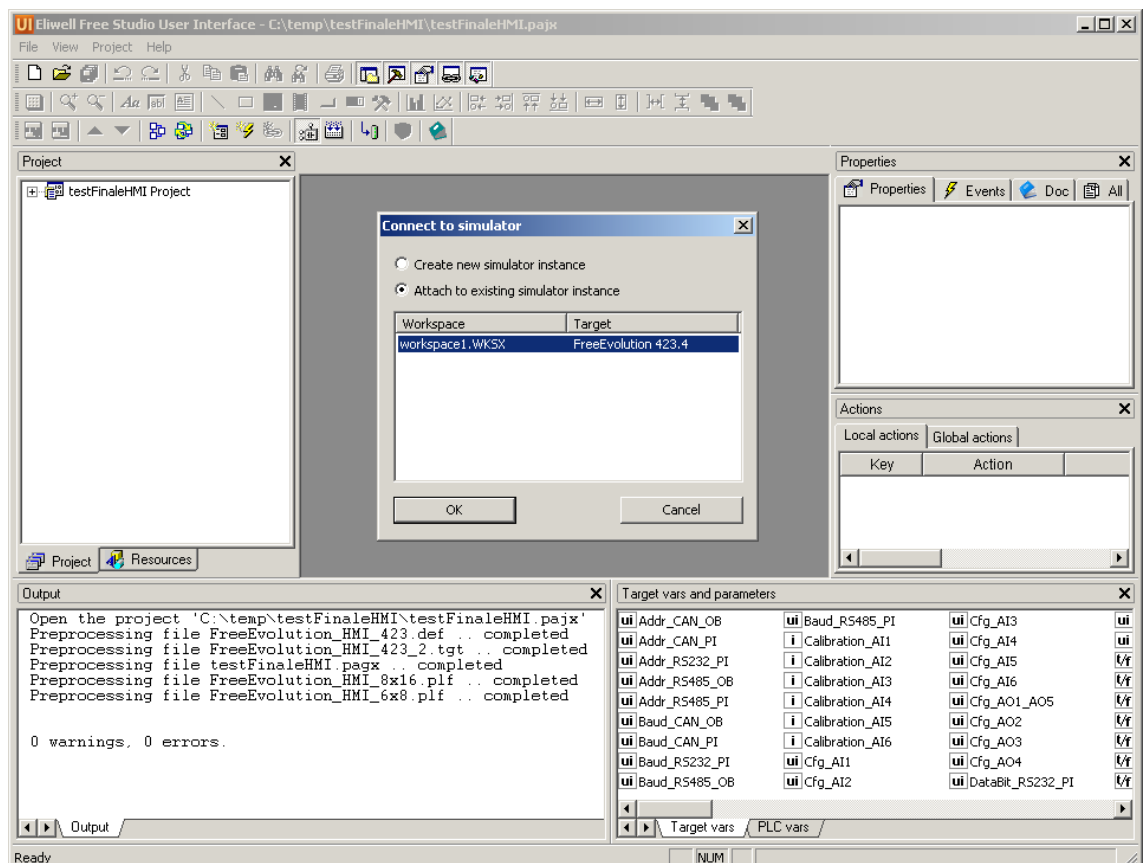 UI Eliwell Free Studio User Interface - C:\temp\testFinaleHMI\testFinaleHMI.pajx
File View Project Help
Project
testFinaleHMI Project
Project Resources
Connect to simulator
Create new simulator instance
Attach to existing simulator instance
Workspace Target
workspace1.WKSX FreeEvolution 423.4
OK Cancel
Properties
Properties Events Doc All
Actions
Local actions Global actions
Key Action
Output
Open the project 'C:\temp\testFinaleHMI\testFinaleHMI.pajx'
Preprocessing file FreeEvolution_HMI_423.def .. completed
Preprocessing file FreeEvolution_HMI_423_2.tgt .. completed
Preprocessing file testFinaleHMI.pagx .. completed
Preprocessing file FreeEvolution_HMI_8x16.plf .. completed
Preprocessing file FreeEvolution_HMI_6x8.plf .. completed
0 warnings, 0 errors.
Output
Target vars and parameters
ui Addr_CAN_OB ui Baud_RS485_PI ui Cfg_AI3 ui
ui Addr_CAN_PI i Calibration_AI1 ui Cfg_AI4 ui
ui Addr_RS232_PI i Calibration_AI2 ui Cfg_AI5 t/f
ui Addr_RS485_OB i Calibration_AI3 ui Cfg_AI6 t/f
ui Addr_RS485_PI i Calibration_AI4 ui Cfg_AO1_AO5 t/f
ui Baud_CAN_OB i Calibration_AI5 ui Cfg_AO2 t/f
ui Baud_CAN_PI i Calibration_AI6 ui Cfg_AO3 t/f
ui Baud_RS232_PI ui Cfg_AI1 ui Cfg_AO4 t/f
ui Baud_RS485_OB ui Cfg_AI2 ui DataBit_RS232_PI t/f
Target vars PLC vars
Ready NUM